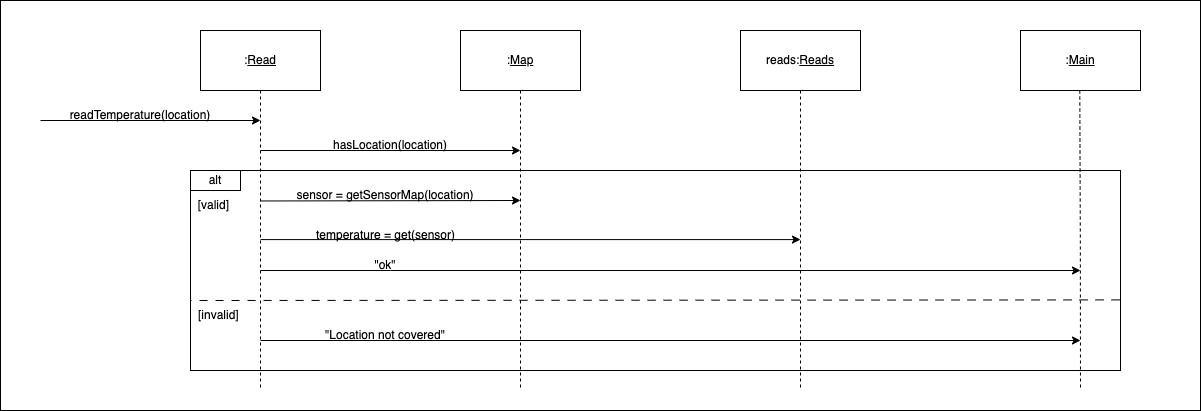 :Read
:Map
reads:Reads
:Main
readTemperature(location)
hasLocation(location)
alt
sensor = getSensorMap(location)
[valid]
temperature = get(sensor)
"ok"
[invalid]
"Location not covered"